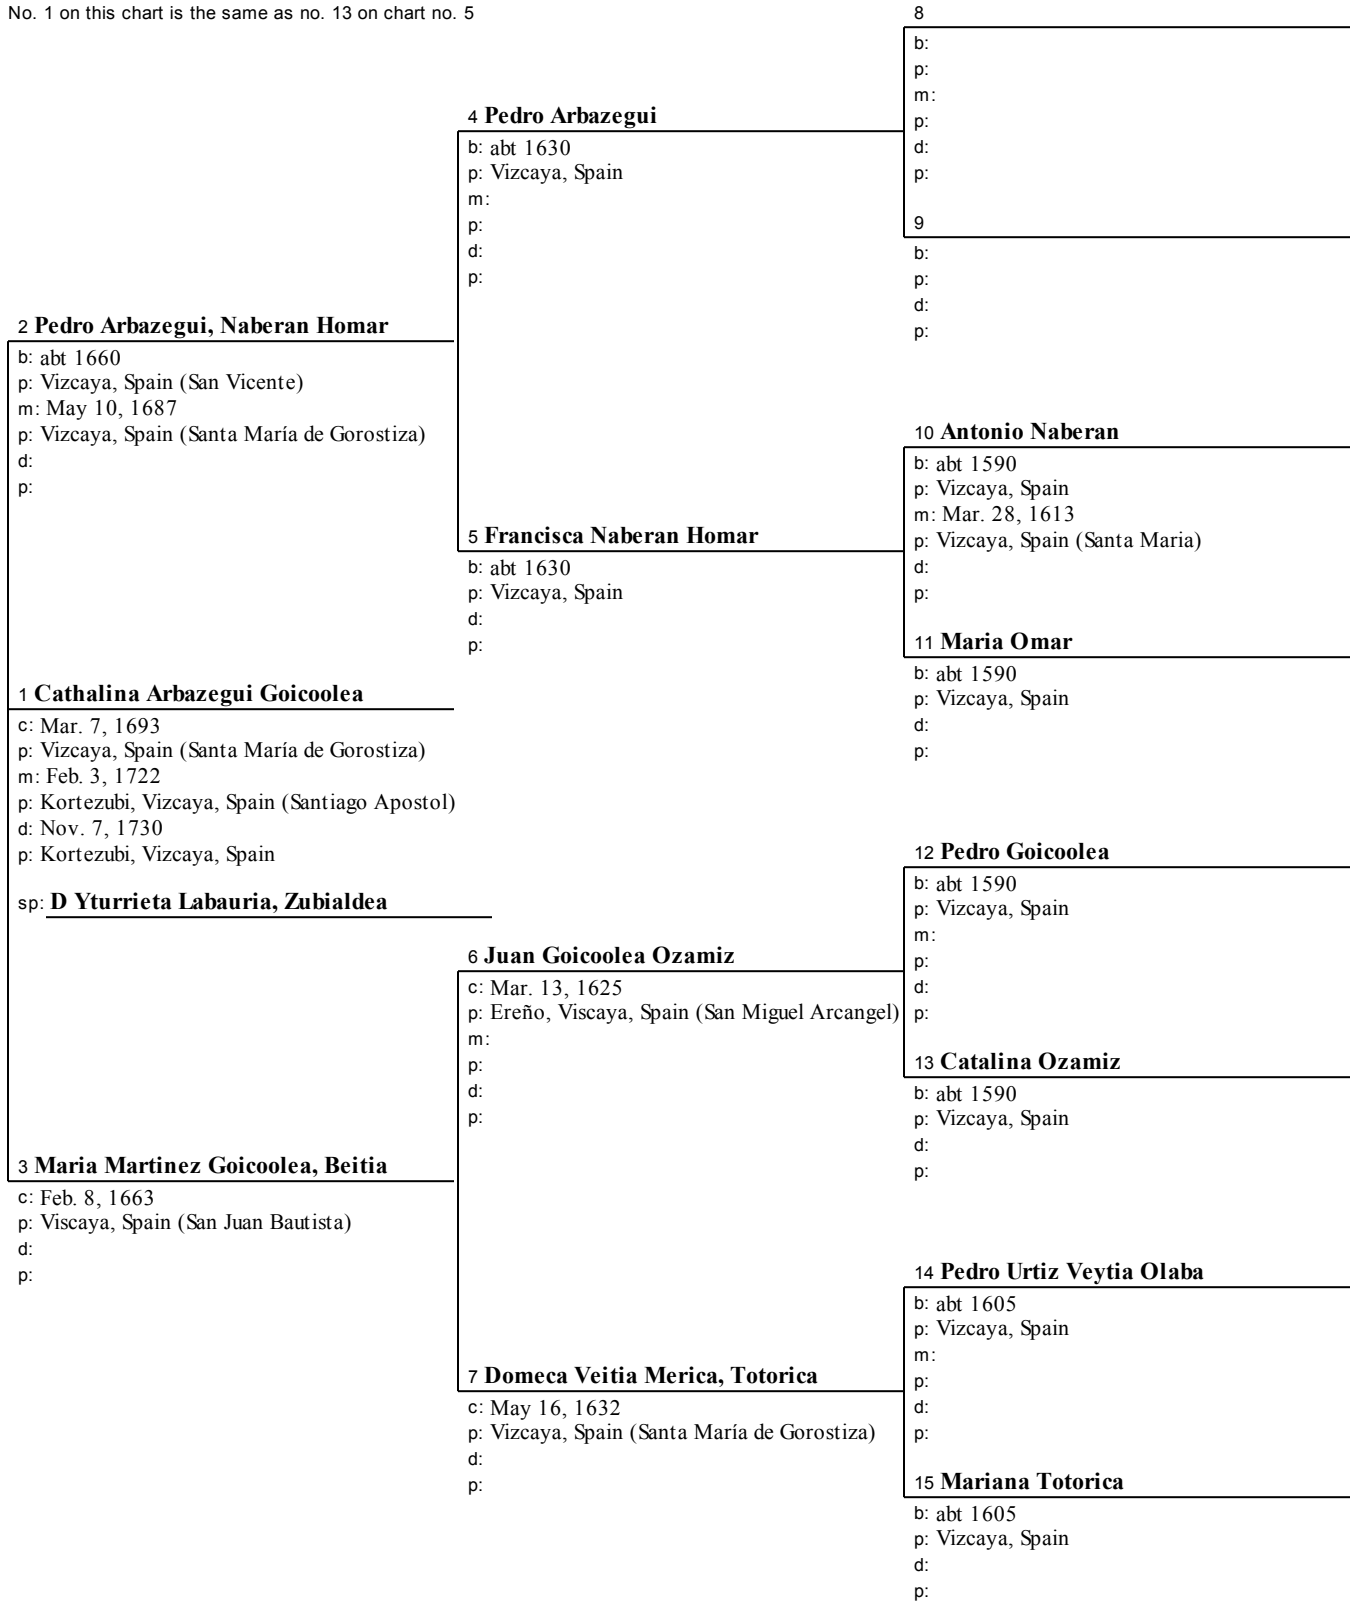 No. 1 on this chart is the same as no. 13 on chart no. 5
8
b:
p:
m:
p:
d:
p:
4 Pedro Arbazegui
b: abt 1630
p: Vizcaya, Spain
m:
p:
d:
p:
9
b:
p:
d:
p:
2 Pedro Arbazegui, Naberan Homar
b: abt 1660
p: Vizcaya, Spain (San Vicente)
m: May 10, 1687
p: Vizcaya, Spain (Santa María de Gorostiza)
d:
p:
10 Antonio Naberan
b: abt 1590
p: Vizcaya, Spain
m: Mar. 28, 1613
p: Vizcaya, Spain (Santa Maria)
d:
p:
5 Francisca Naberan Homar
b: abt 1630
p: Vizcaya, Spain
d:
p:
11 Maria Omar
b: abt 1590
p: Vizcaya, Spain
d:
p:
1 Cathalina Arbazegui Goicoolea
c: Mar. 7, 1693
p: Vizcaya, Spain (Santa María de Gorostiza)
m: Feb. 3, 1722
p: Kortezubi, Vizcaya, Spain (Santiago Apostol)
d: Nov. 7, 1730
p: Kortezubi, Vizcaya, Spain
sp: D Yturrieta Labauria, Zubialdea
12 Pedro Goicoolea
b: abt 1590
p: Vizcaya, Spain
m:
p:
d:
p:
6 Juan Goicoolea Ozamiz
c: Mar. 13, 1625
p: Ereño, Viscaya, Spain (San Miguel Arcangel)
m:
p:
d:
p:
13 Catalina Ozamiz
b: abt 1590
p: Vizcaya, Spain
d:
p:
3 Maria Martinez Goicoolea, Beitia
c: Feb. 8, 1663
p: Viscaya, Spain (San Juan Bautista)
d:
p:
14 Pedro Urtiz Veytia Olaba
b: abt 1605
p: Vizcaya, Spain
m:
p:
d:
p:
7 Domeca Veitia Merica, Totorica
c: May 16, 1632
p: Vizcaya, Spain (Santa María de Gorostiza)
d:
p:
15 Mariana Totorica
b: abt 1605
p: Vizcaya, Spain
d:
p: